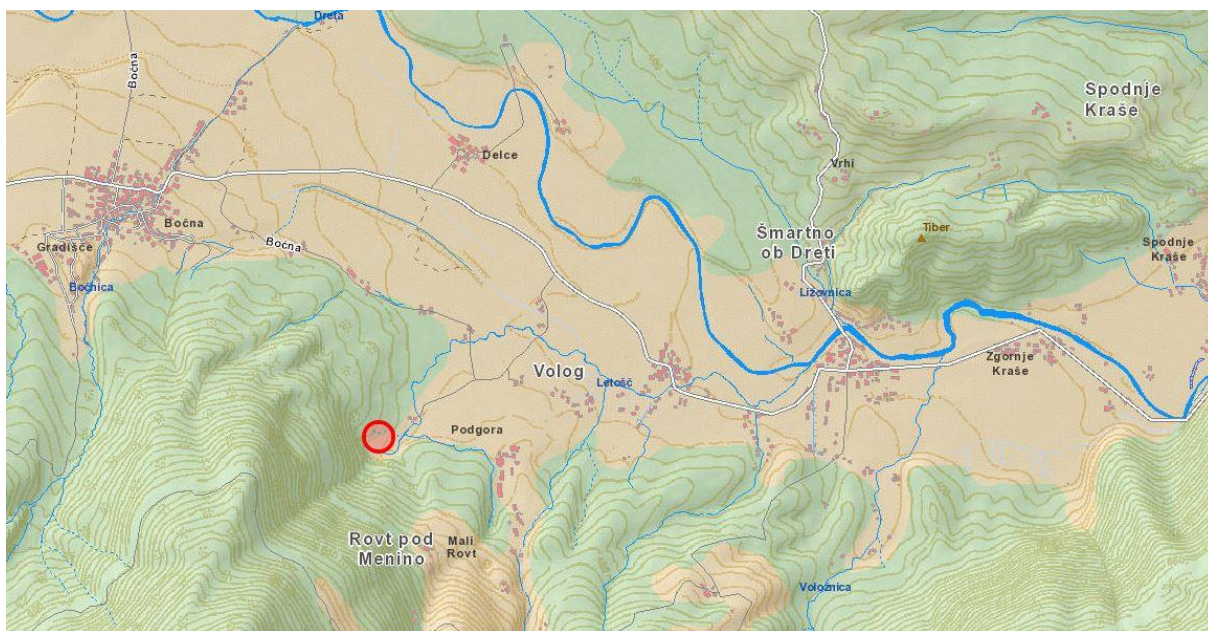 Dreta
Bočna
Spodnje
Kraše
Delce
Vrhi
Bočna
Gradišče
Bočna
Šmartno
ob Dreti
Tiber
Spodnje
Kraše
Bočnica
Ližovnica
Volog
Letošč
Zgornje
Kraše
Podgora
Rovt pod
Menino
Mali
Rovt
Voložnica